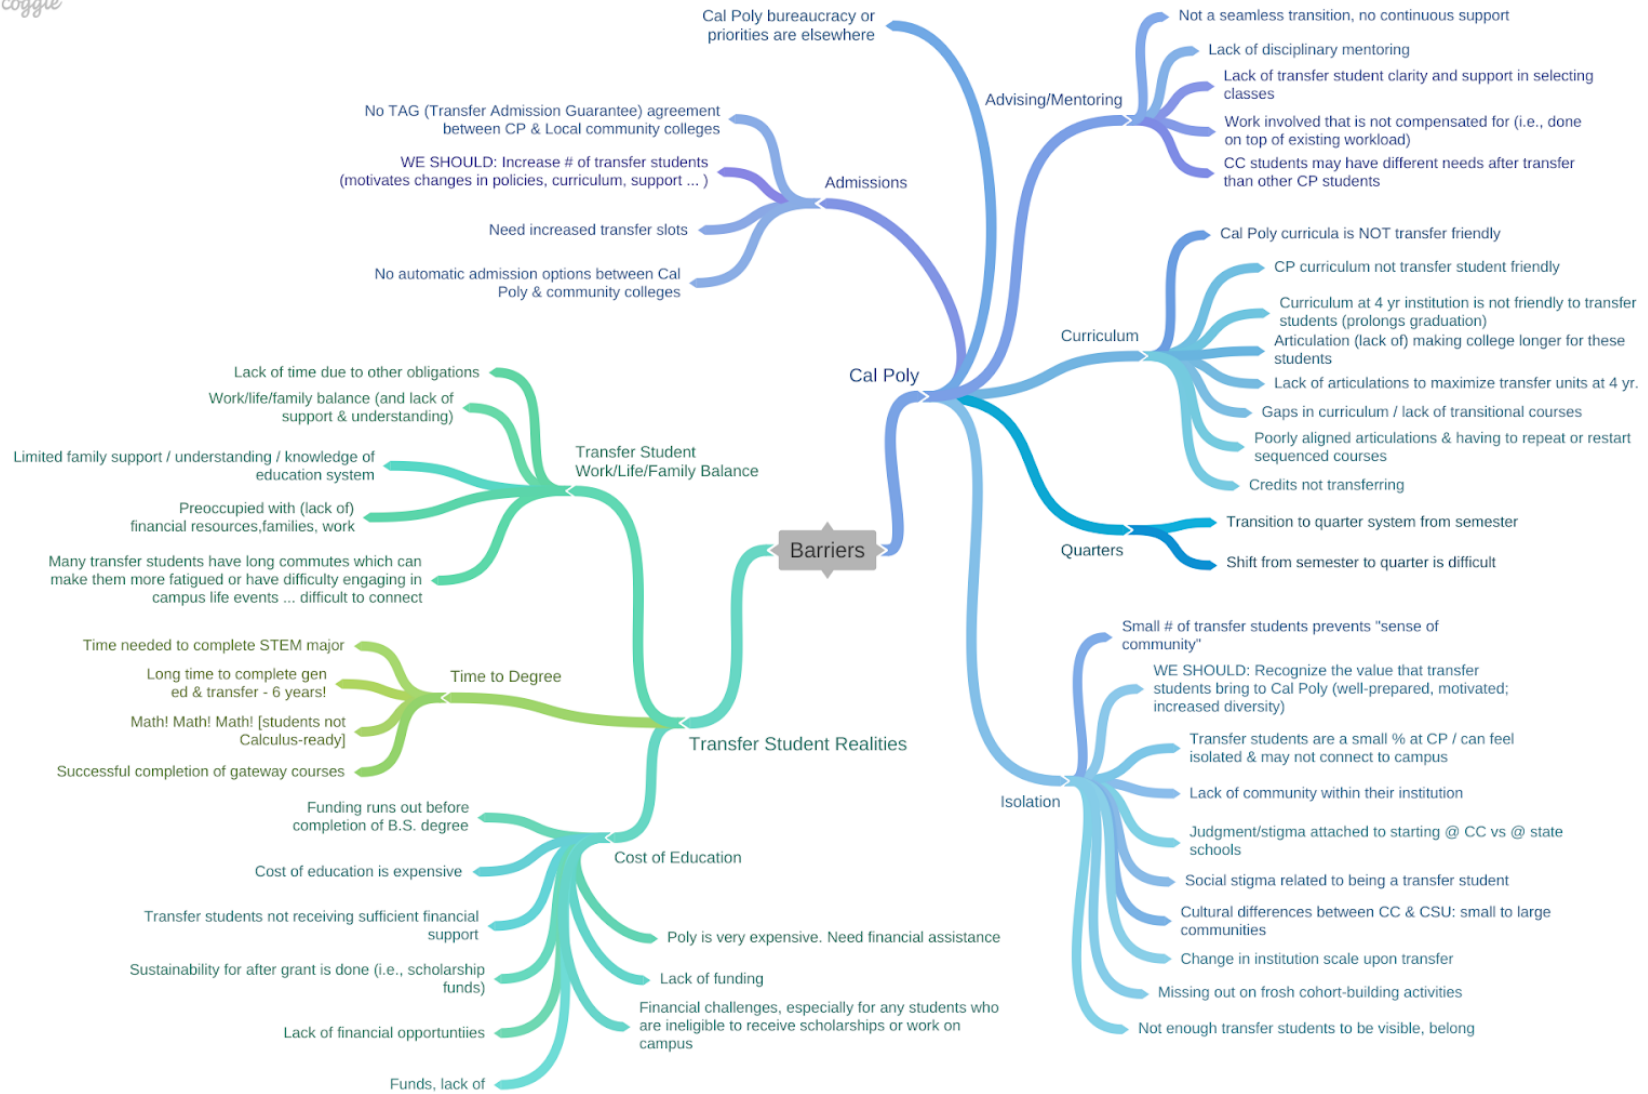 coggle
Cal Poly bureaucracy or
priorities are elsewhere
No TAG (Transfer Admission Guarantee) agreement
between CP & Local community colleges
WE SHOULD: Increase # of transfer students
(motivates changes in policies, curriculum, support ... )
Admissions
Need increased transfer slots
No automatic admission options between Cal
Poly & community colleges
Not a seamless transition, no continuous support
Lack of disciplinary mentoring
Lack of transfer student clarity and support in selecting
classes
Advising/Mentoring
Work involved that is not compensated for (i.e., done
on top of existing workload)
CC students may have different needs after transfer
than other CP students
Cal Poly curricula is NOT transfer friendly
CP curriculum not transfer student friendly
Curriculum at 4 yr institution is not friendly to transfer
students (prolongs graduation)
Curriculum
Articulation (lack of) making college longer for these
students
Lack of articulations to maximize transfer units at 4 yr.
Gaps in curriculum / lack of transitional courses
Poorly aligned articulations & having to repeat or restart
sequenced courses
Credits not transferring
Cal Poly
Transition to quarter system from semester
Quarters
Shift from semester to quarter is difficult
Barriers
Lack of time due to other obligations
Work/life/family balance (and lack of
support & understanding)
Transfer Student
Work/Life/Family Balance
Limited family support / understanding / knowledge of
education system
Preoccupied with (lack of)
financial resources,families, work
Many transfer students have long commutes which can
make them more fatigued or have difficulty engaging in
campus life events ... difficult to connect
Time needed to complete STEM major
Long time to complete gen
ed & transfer - 6 years!
Time to Degree
Math! Math! Math! [students not
Calculus-ready]
Successful completion of gateway courses
Transfer Student Realities
Funding runs out before
completion of B.S. degree
Cost of Education
Cost of education is expensive
Transfer students not receiving sufficient financial
support
Sustainability for after grant is done (i.e., scholarship
funds)
Lack of financial opportuntiies
Funds, lack of
Poly is very expensive. Need financial assistance
Lack of funding
Financial challenges, especially for any students who
are ineligible to receive scholarships or work on
campus
Small # of transfer students prevents "sense of
community"
WE SHOULD: Recognize the value that transfer
students bring to Cal Poly (well-prepared, motivated;
increased diversity)
Transfer students are a small % at CP / can feel
isolated & may not connect to campus
Isolation
Lack of community within their institution
Judgment/stigma attached to starting @ CC vs @ state
schools
Social stigma related to being a transfer student
Cultural differences between CC & CSU: small to large
communities
Change in institution scale upon transfer
Missing out on frosh cohort-building activities
Not enough transfer students to be visible, belong